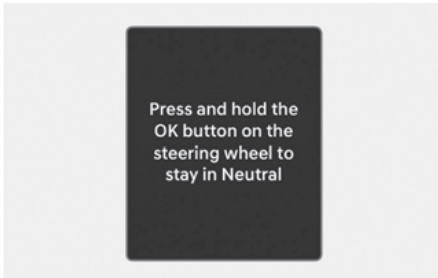 Press and hold the
OK button on the
steering wheel to
stay in Neutral